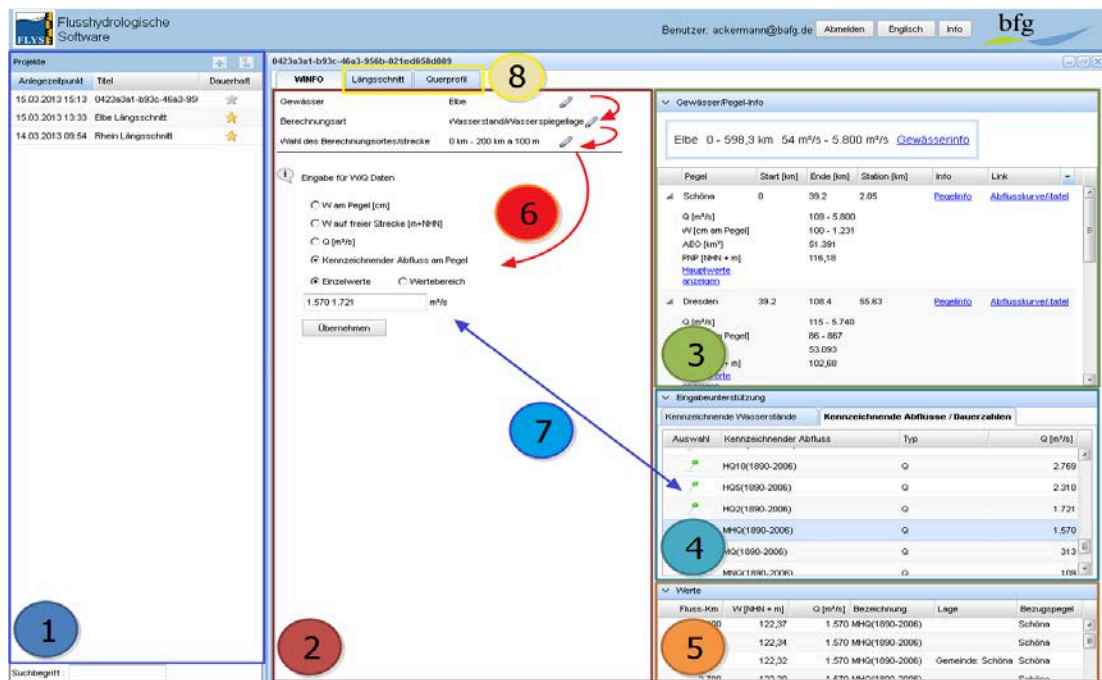 FLYS
Flusshydrologische
Software
Benutzer: ackermann@bafg.de Abmelden Englisch Info
bfg
Projekte
Anlegezeitpunkt Titel Dauerhaft
15.03.2013 15:13 0423a3a1-b93c-46a3-95
15.03.2013 13:33 Elbe Längsschnitt
14.03.2013 09:54 Rhein Längsschnitt
1
Suchbegriff :
0423a3a1-b93c-46a3-956b-021ed658d089
WINFO Längsschnitt Querprofil
8
Gewässer Elbe
Berechnungsart Wasserstand/Wasserspiegellage
Wahl des Berechnungsortes/strecke 0 km - 200 km a 100 m
Eingabe für W/Q Daten
W am Pegel [cm]
W auf freier Strecke [m+NHN]
Q [m³/s]
Kennzeichnender Abfluss am Pegel
Einzelwerte Wertebereich
1.570 1.721 m³/s
Übernehmen
6
7
2
Gewässer/Pegel-Info
Elbe 0 - 598,3 km 54 m³/s - 5.800 m³/s Gewässerinfo
Pegel Start [km] Ende [km] Station [km] Info Link
Schöna 0 39.2 2.05 Pegelinfo Abflusskurve/-tafel
Q [m³/s] 109 - 5.800
W [cm am Pegel] 100 - 1.231
AEO [km²] 51.391
PNP [NHN + m] 116,18
Hauptwerte
anzeigen
Dresden 39.2 108.4 55.63 Pegelinfo Abflusskurve/-tafel
Q [m³/s] 115 - 5.740
Pegel] 86 - 867
53.093
+ m] 102,68
3
Eingabeunterstützung
Kennzeichnende Wasserstände Kennzeichnende Abflüsse / Dauerzahlen
Auswahl Kennzeichnender Abfluss Typ Q [m³/s]
HQ10(1890-2006) Q 2.769
HQ5(1890-2006) Q 2.310
HQ2(1890-2006) Q 1.721
MHQ(1890-2006) Q 1.570
MQ(1890-2006) Q 313
MNQ(1890-2006) Q 109
4
Werte
Fluss-Km W [NHN + m] Q [m³/s] Bezeichnung Lage Bezugspegel
122,37 1.570 MHQ(1890-2006) Schöna
122,34 1.570 MHQ(1890-2006) Schöna
122,32 1.570 MHQ(1890-2006) Gemeinde: Schöna Schöna
5